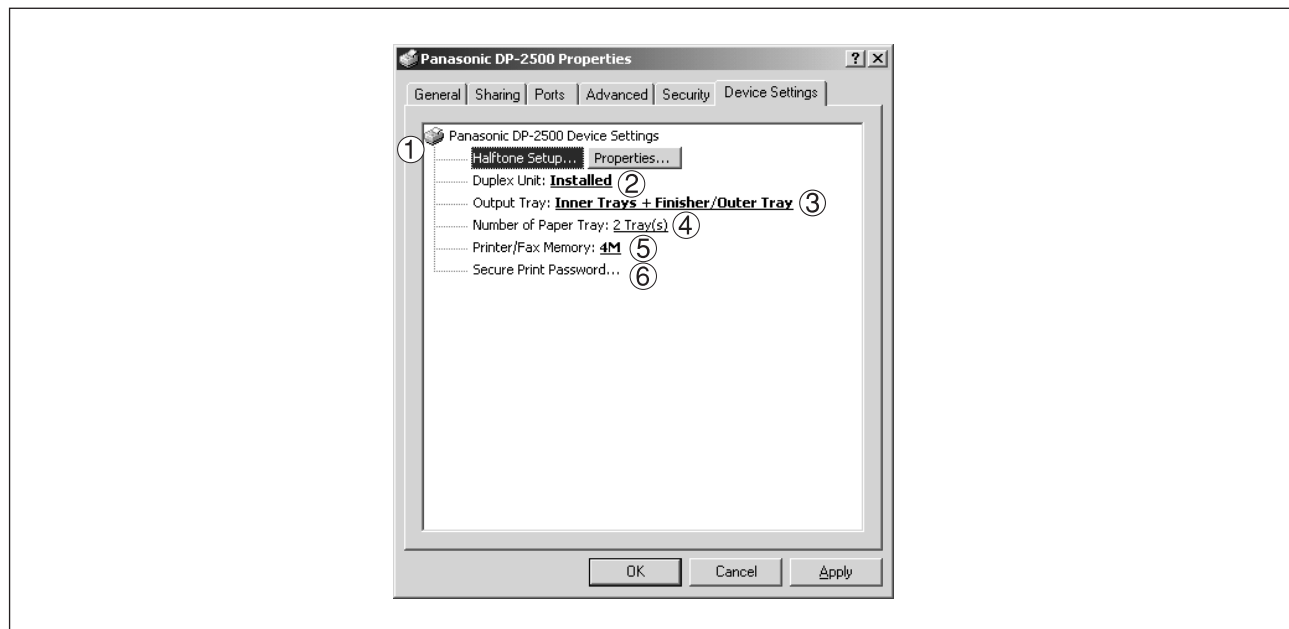 Panasonic DP-2500 Properties ? X
General Sharing Ports Advanced Security Device Settings
Panasonic DP-2500 Device Settings
① Halftone Setup... Properties...
Duplex Unit: Installed ②
Output Tray: Inner Trays + Finisher/Outer Tray ③
Number of Paper Tray: 2 Tray(s) ④
Printer/Fax Memory: 4M ⑤
Secure Print Password... ⑥
OK Cancel Apply